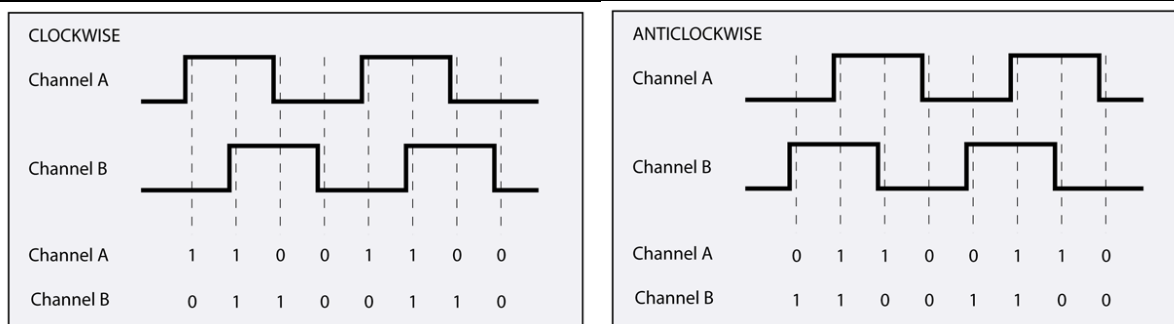 CLOCKWISE
Channel A
Channel B
Channel A 1 1 0 0 1 1 0 0
Channel B 0 1 1 0 0 1 1 0
ANTICLOCKWISE
Channel A
Channel B
Channel A 0 1 1 0 0 1 1 0
Channel B 1 1 0 0 1 1 0 0